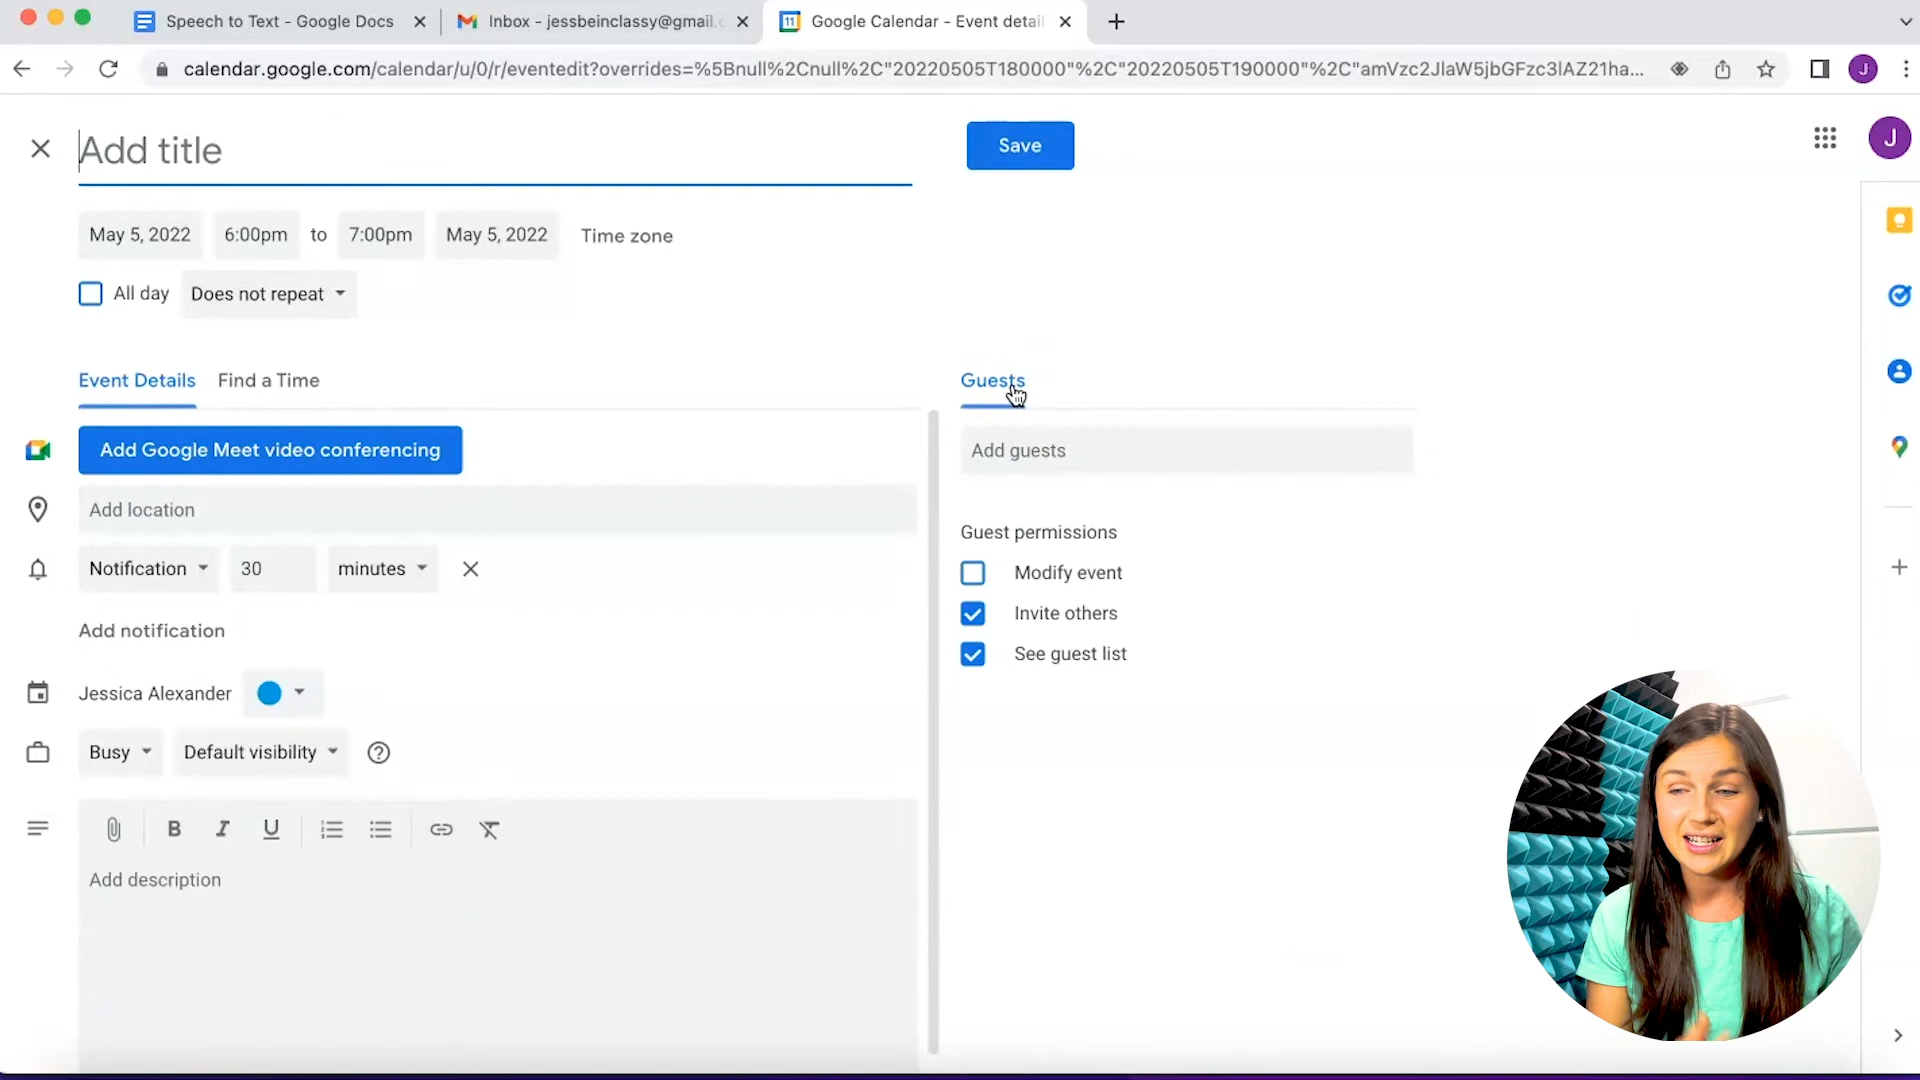 Speech to Text - Google Docs
Inbox - jessbeinclassy@gmail.c
11
Google Calendar - Event detail
calendar.google.com/calendar/u/0/r/eventedit?overrides=%5Bnull%2Cnull%2C"20220505T180000"%2C"20220505T190000"%2C"amVzc2JlaW5jbGFzc3lAZ21ha...
J
Add title
Save
J
May 5, 2022 6:00pm to 7:00pm May 5, 2022 Time zone
All day Does not repeat
Event Details Find a Time
Guests
Add Google Meet video conferencing
Add guests
Add location
Guest permissions
Notification 30 minutes
Modify event
Invite others
Add notification
See guest list
Jessica Alexander
Busy Default visibility
B I U
Add description